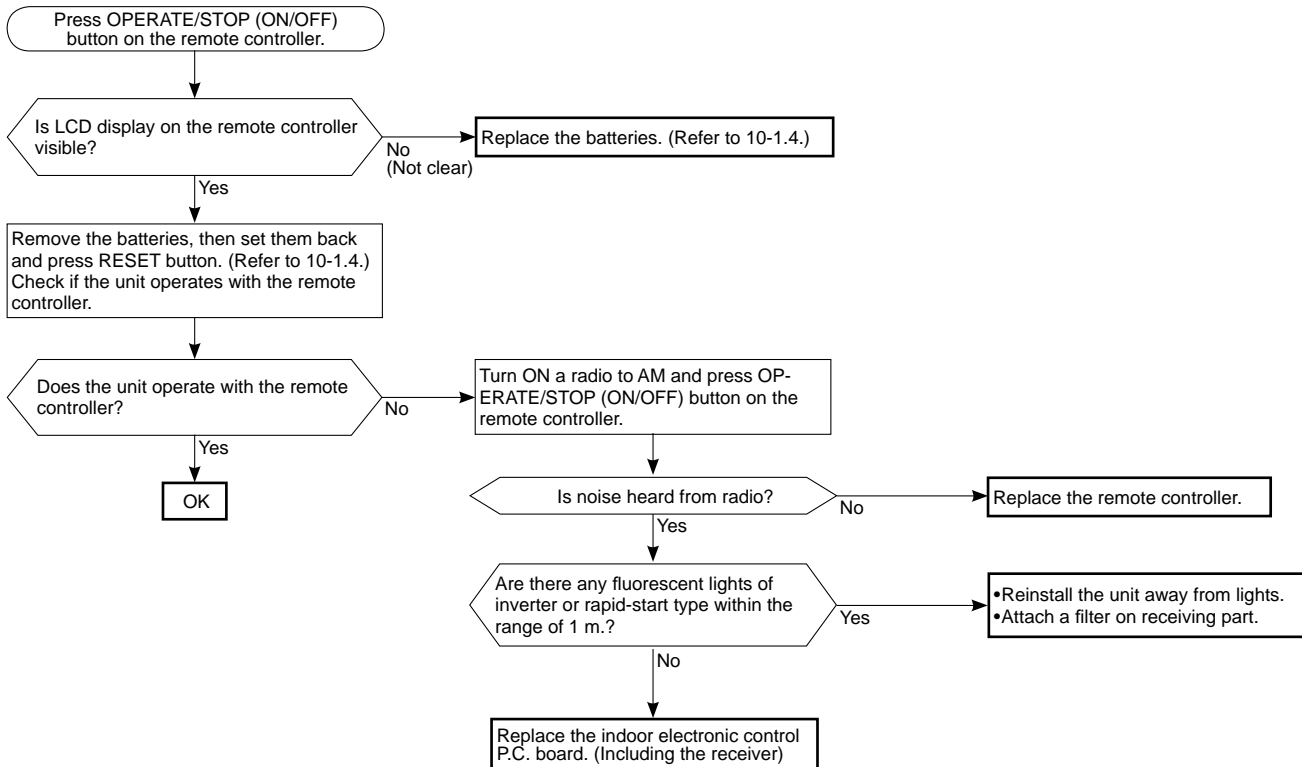 Press OPERATE/STOP (ON/OFF)
button on the remote controller.
Is LCD display on the remote controller
visible?
No
(Not clear)
Replace the batteries. (Refer to 10-1.4.)
Yes
Remove the batteries, then set them back
and press RESET button. (Refer to 10-1.4.)
Check if the unit operates with the remote
controller.
Does the unit operate with the remote
controller?
No
Turn ON a radio to AM and press OP-
ERATE/STOP (ON/OFF) button on the
remote controller.
Yes
OK
Is noise heard from radio?
No
Replace the remote controller.
Yes
Are there any fluorescent lights of
inverter or rapid-start type within the
range of 1 m.?
Yes
•Reinstall the unit away from lights.
•Attach a filter on receiving part.
No
Replace the indoor electronic control
P.C. board. (Including the receiver)